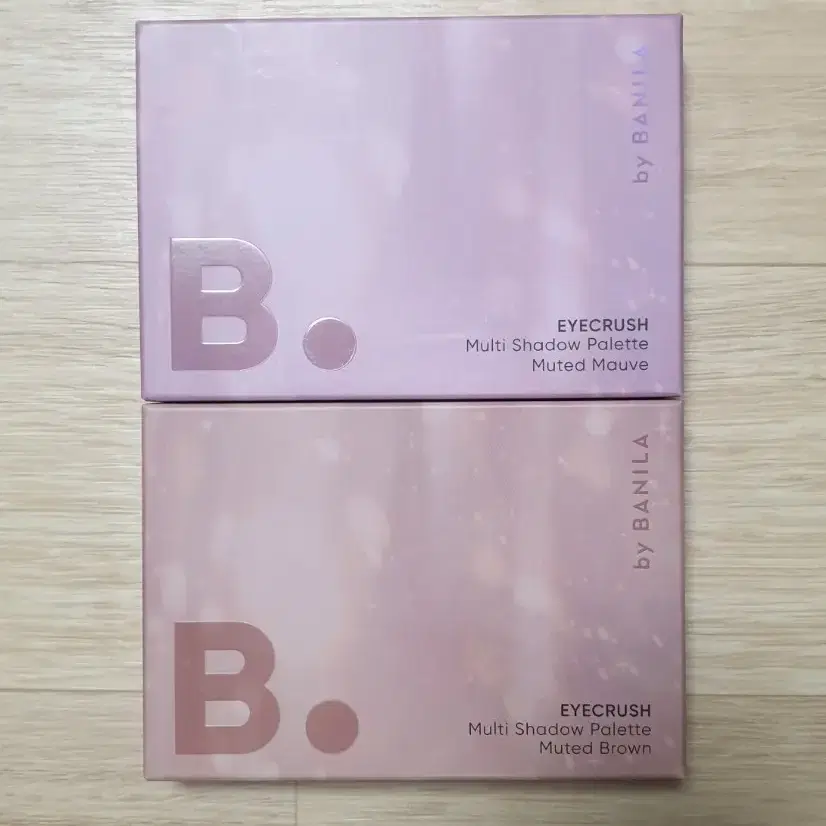 by BANILA
B.
EYECRUSH
Multi Shadow Palette
Muted Mauve
by BANILA
B.
EYECRUSH
Multi Shadow Palette
Muted Brown